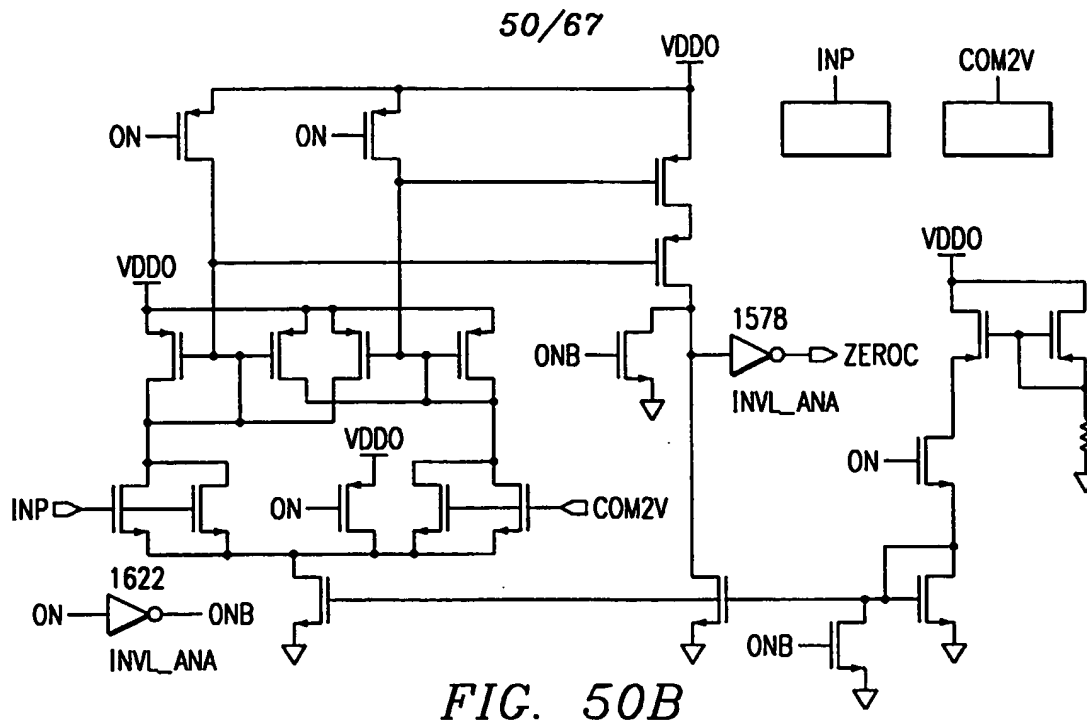 50/67
VDDO
INP
COM2V
ON
ON
VDDO
VDDO
1578
ONB
ZEROC
INVL_ANA
VDDO
ON
INP
ON
COM2V
1622
ON
ONB
INVL_ANA
ONB
FIG. 50B